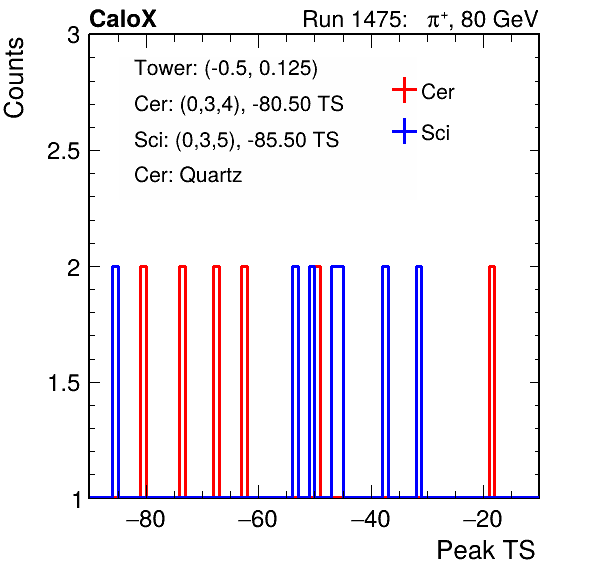 CaloX
Run 1475: π+, 80 GeV
Counts
3
2.5
2
1.5
1
Tower: (-0.5, 0.125)
Cer: (0,3,4), -80.50 TS
Sci: (0,3,5), -85.50 TS
Cer: Quartz
Cer
Sci
−80
−60
−40
−20
Peak TS